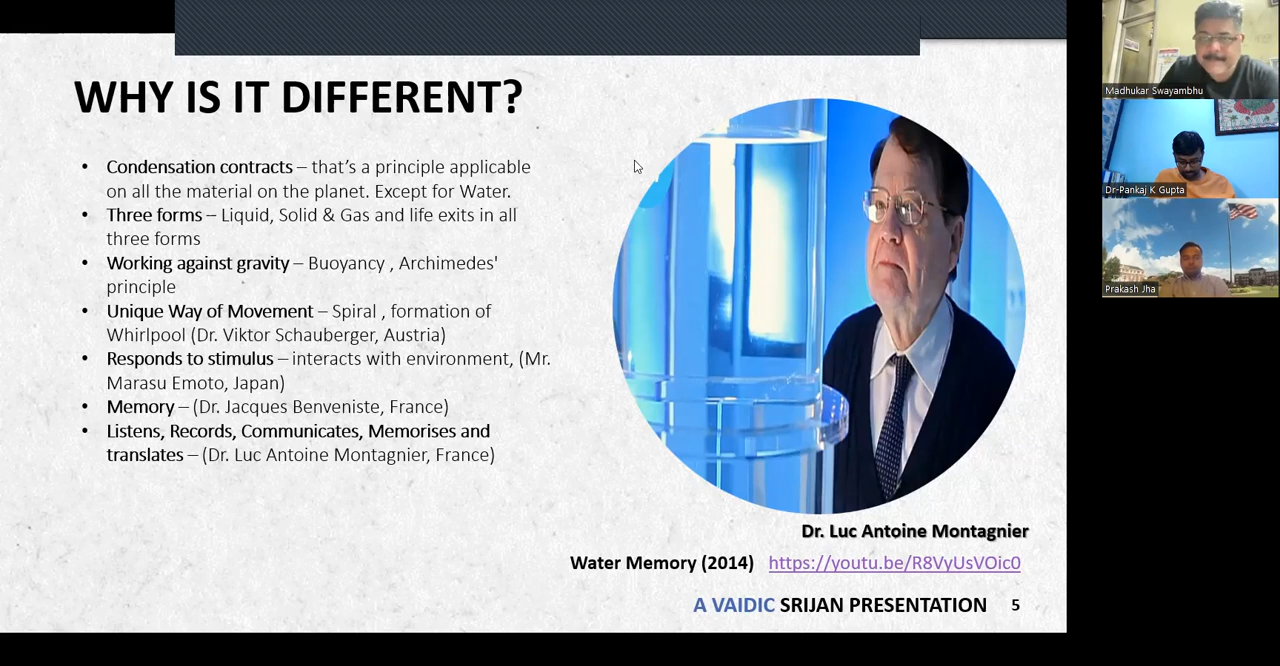 WHY IS IT DIFFERENT?
• Condensation contracts – that's a principle applicable
on all the material on the planet. Except for Water.
• Three forms – Liquid, Solid & Gas and life exits in all
three forms
• Working against gravity – Buoyancy , Archimedes'
principle
• Unique Way of Movement – Spiral , formation of
Whirlpool (Dr. Viktor Schauberger, Austria)
• Responds to stimulus – interacts with environment, (Mr.
Marasu Emoto, Japan)
• Memory – (Dr. Jacques Benveniste, France)
• Listens, Records, Communicates, Memorises and
translates – (Dr. Luc Antoine Montagnier, France)
Dr. Luc Antoine Montagnier
Water Memory (2014) https://youtu.be/R8VyUsVOic0
A VAIDIC SRIJAN PRESENTATION 5
Madhukar Swayambhu
Dr-Pankaj K Gupta
Prakash Jha